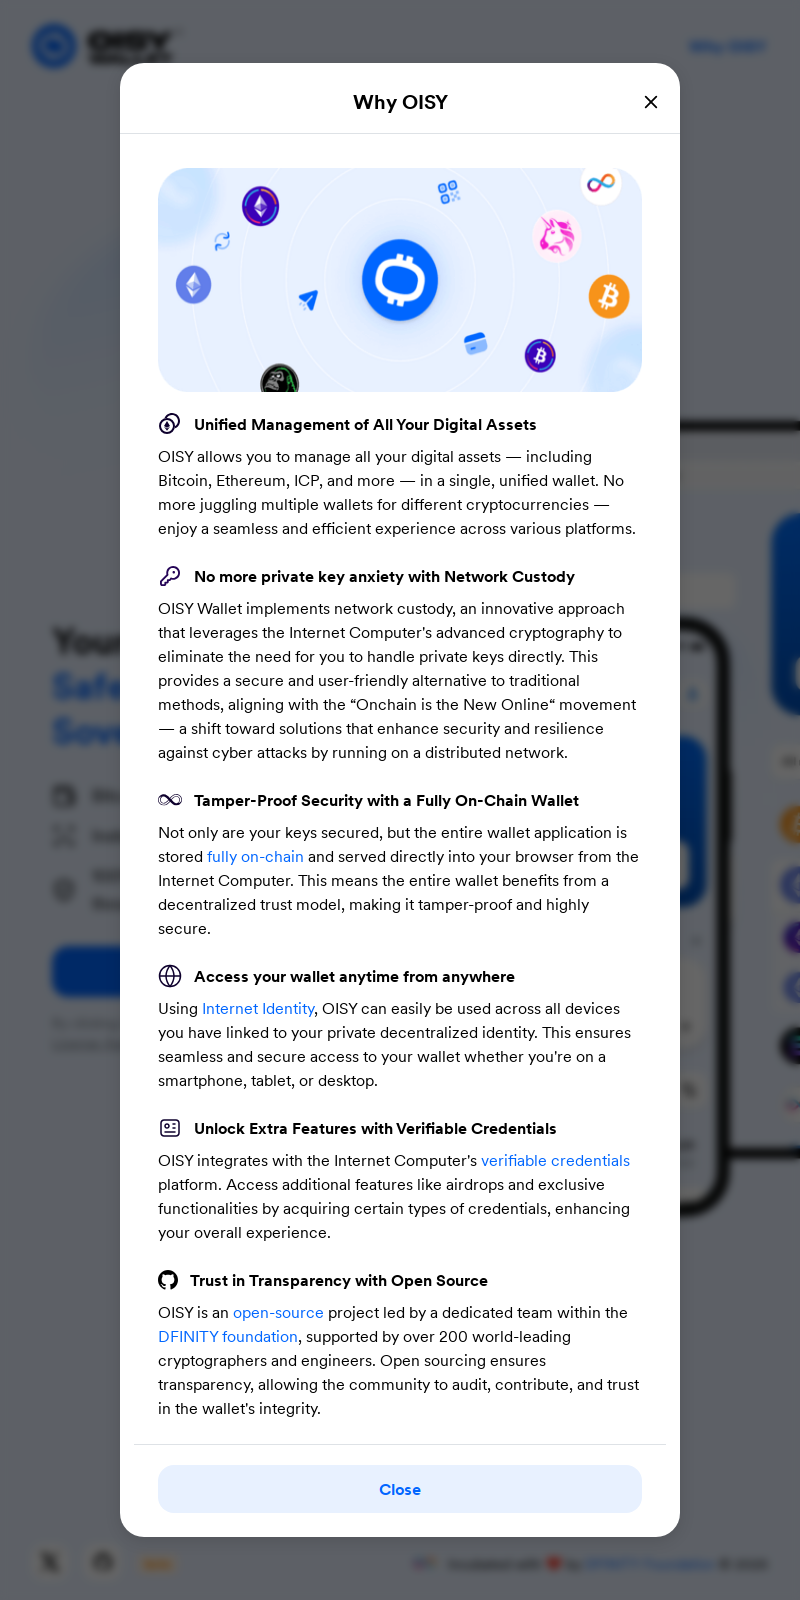 OISY
WALLET
Why OISY
Why OISY
Unified Management of All Your Digital Assets
OISY allows you to manage all your digital assets — including
Bitcoin, Ethereum, ICP, and more — in a single, unified wallet. No
more juggling multiple wallets for different cryptocurrencies —
enjoy a seamless and efficient experience across various platforms.
No more private key anxiety with Network Custody
OISY Wallet implements network custody, an innovative approach
that leverages the Internet Computer's advanced cryptography to
eliminate the need for you to handle private keys directly. This
provides a secure and user-friendly alternative to traditional
methods, aligning with the “Onchain is the New Online“ movement
— a shift toward solutions that enhance security and resilience
against cyber attacks by running on a distributed network.
Tamper-Proof Security with a Fully On-Chain Wallet
Not only are your keys secured, but the entire wallet application is
stored fully on-chain and served directly into your browser from the
Internet Computer. This means the entire wallet benefits from a
decentralized trust model, making it tamper-proof and highly
secure.
Access your wallet anytime from anywhere
Using Internet Identity, OISY can easily be used across all devices
you have linked to your private decentralized identity. This ensures
seamless and secure access to your wallet whether you're on a
smartphone, tablet, or desktop.
Unlock Extra Features with Verifiable Credentials
OISY integrates with the Internet Computer's verifiable credentials
platform. Access additional features like airdrops and exclusive
functionalities by acquiring certain types of credentials, enhancing
your overall experience.
Trust in Transparency with Open Source
OISY is an open-source project led by a dedicated team within the
DFINITY foundation, supported by over 200 world-leading
cryptographers and engineers. Open sourcing ensures
transparency, allowing the community to audit, contribute, and trust
in the wallet's integrity.
Close